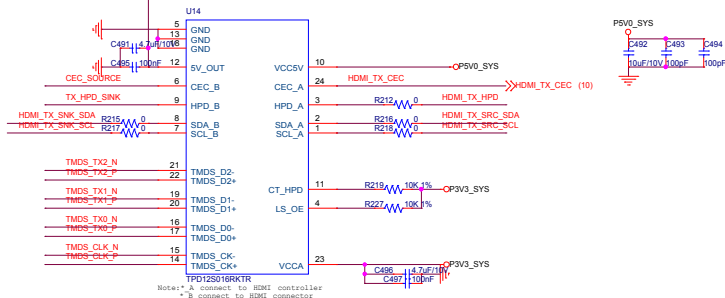 U14
P5V0_SYS
5 GND
13 GND
18 GND
C491 4.7uF/10V
C495 100nF
12 5V_OUT
VCC5V 10 P5V0_SYS
C492 C493 C494
10uF/10V 100pF 100pF
CEC_SOURCE 6 CEC_B
CEC_A 24 HDMI_TX_CEC HDMI_TX_CEC (10)
TX_HPD_SINK 9 HPD_B
HPD_A 3 R212 0 HDMI_TX_HPD
HDMI_TX_SNK_SDA R215 0 8 SDA_B
SDA_A 2 R216 0 HDMI_TX_SRC_SDA
HDMI_TX_SNK_SCL R217 0 7 SCL_B
SCL_A 1 R218 0 HDMI_TX_SRC_SCL
TMDS_TX2_N 21 TMDS_D2-
TMDS_TX2_P 22 TMDS_D2+
TMDS_TX1_N 19 TMDS_D1-
CT_HPD 11 R219 10K,1% P3V3_SYS
TMDS_TX1_P 20 TMDS_D1+
LS_OE 4 R227 10K,1%
TMDS_TX0_N 16 TMDS_D0-
TMDS_TX0_P 17 TMDS_D0+
TMDS_CLK_N 15 TMDS_CK-
TMDS_CLK_P 14 TMDS_CK+
VCCA 23 P3V3_SYS
C496 4.7uF/10V
C497 100nF
TPD12S016RKTR
Note:* A connect to HDMI controller
* B connect to HDMI connector